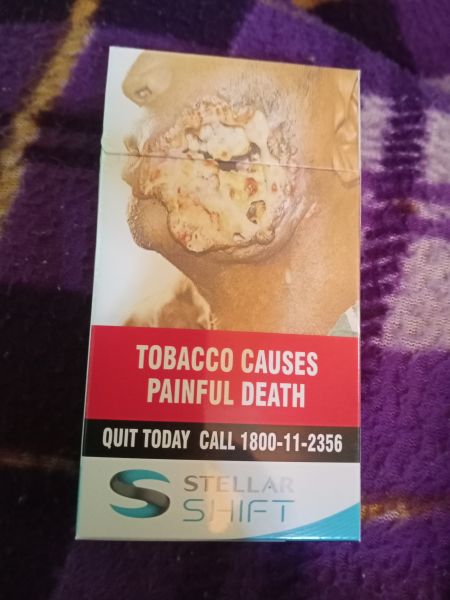 TOBACCO CAUSES
PAINFUL DEATH
QUIT TODAY CALL 1800-11-2356
STELLAR
SHIFT